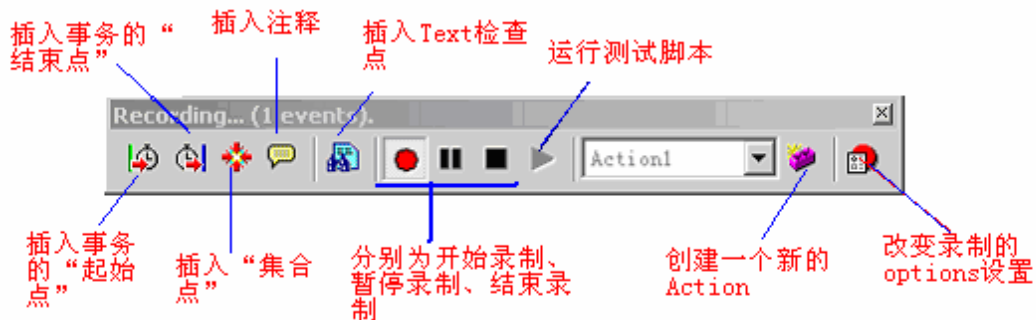 插入事务的“
结束点”
插入注释
插入Text检查
点
运行测试脚本
Recording... (1 events).
Action1
插入事务
的“起始
点”
插入“集合
点”
分别为开始录制、
暂停录制、结束录
制
创建一个新的
Action
改变录制的
options设置